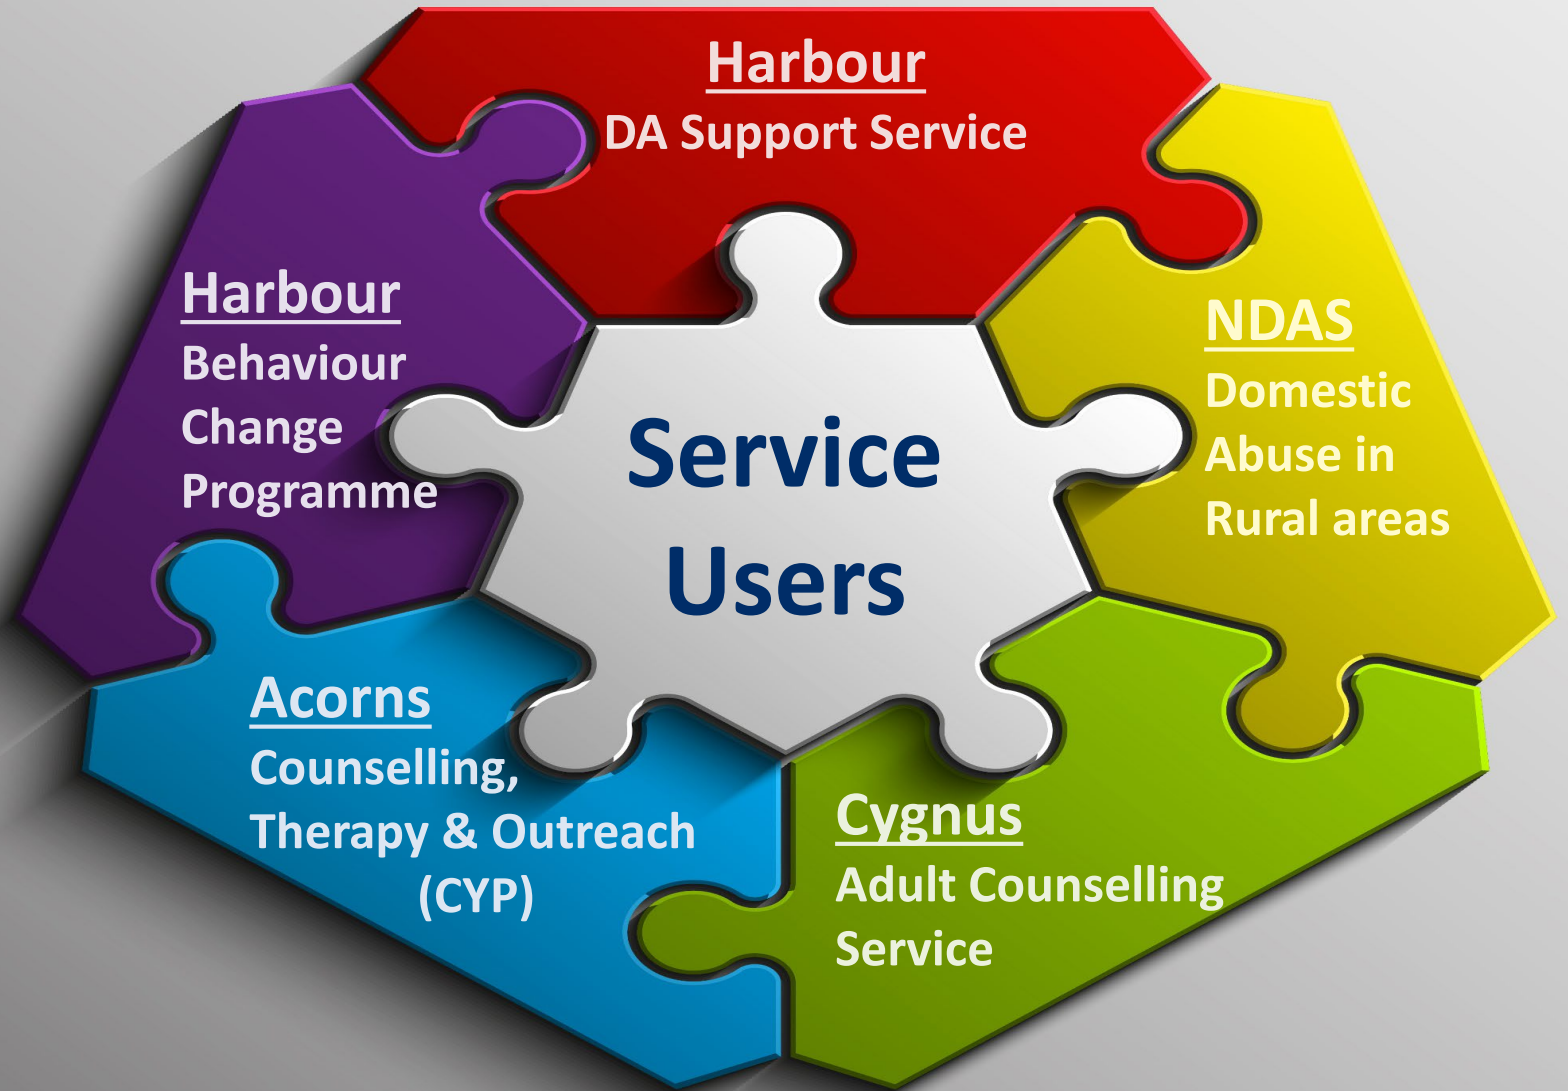 Harbour
DA Support Service
Harbour
Behaviour
Change
Programme
NDAS
Domestic
Abuse in
Rural areas
Service
Users
Acorns
Counselling,
Therapy & Outreach
(CYP)
Cygnus
Adult Counselling
Service